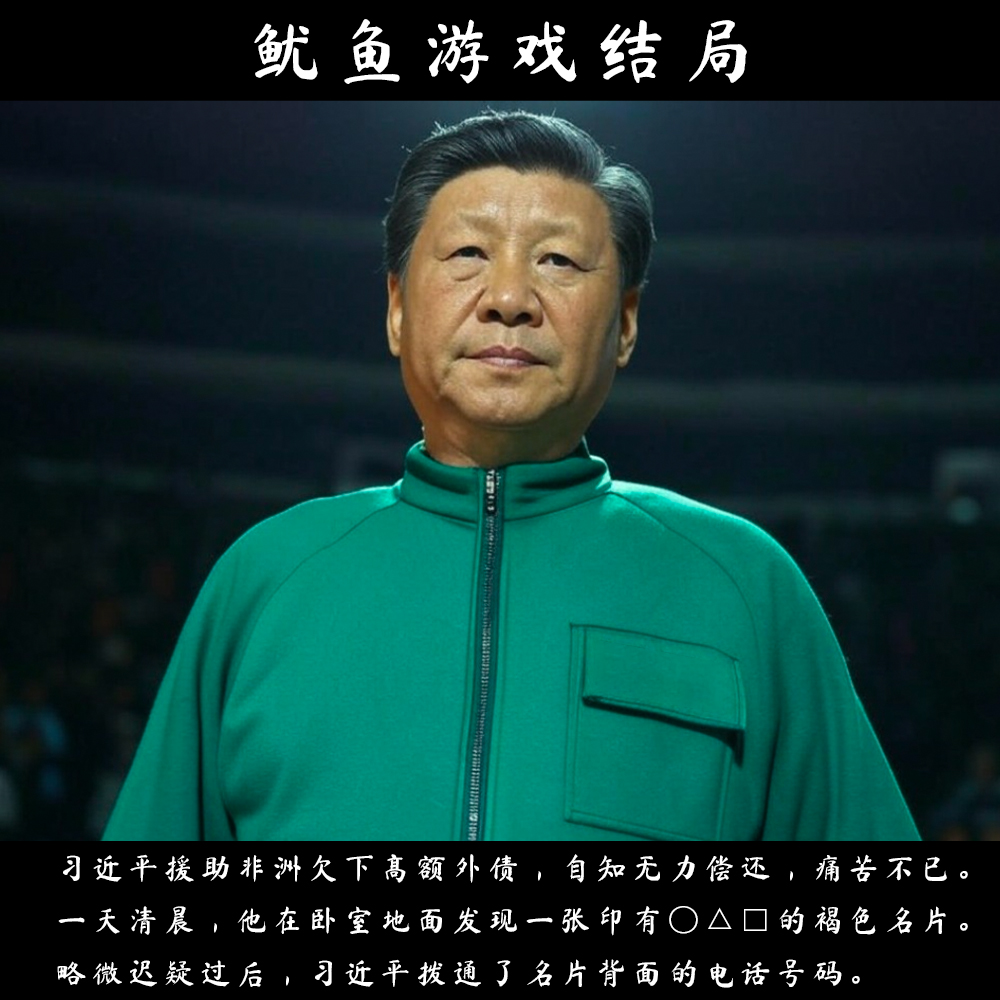 鱿鱼游戏结局
习近平援助非洲欠下高额外债，自知无力偿还，痛苦不已。
一天清晨，他在卧室地面发现一张印有○△□的褐色名片。
略微迟疑过后，习近平拨通了名片背面的电话号码。